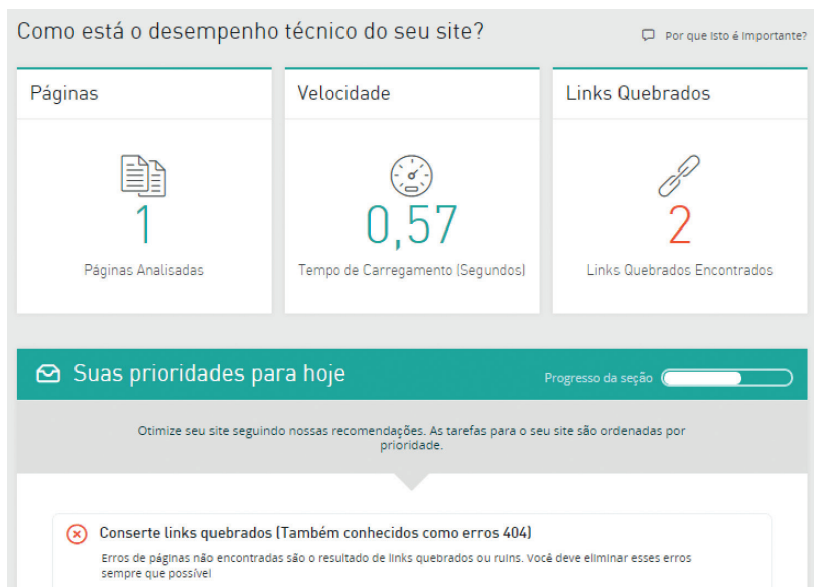 Como está o desempenho técnico do seu site?
Por que isto é importante?
Páginas
1
Páginas Analisadas
Velocidade
0,57
Tempo de Carregamento (Segundos)
Links Quebrados
2
Links Quebrados Encontrados
Suas prioridades para hoje
Progresso da seção
Otimize seu site seguindo nossas recomendações. As tarefas para o seu site são ordenadas por
prioridade.
Conserte links quebrados (Também conhecidos como erros 404)
Erros de páginas não encontradas são o resultado de links quebrados ou ruins. Você deve eliminar esses erros
sempre que possível